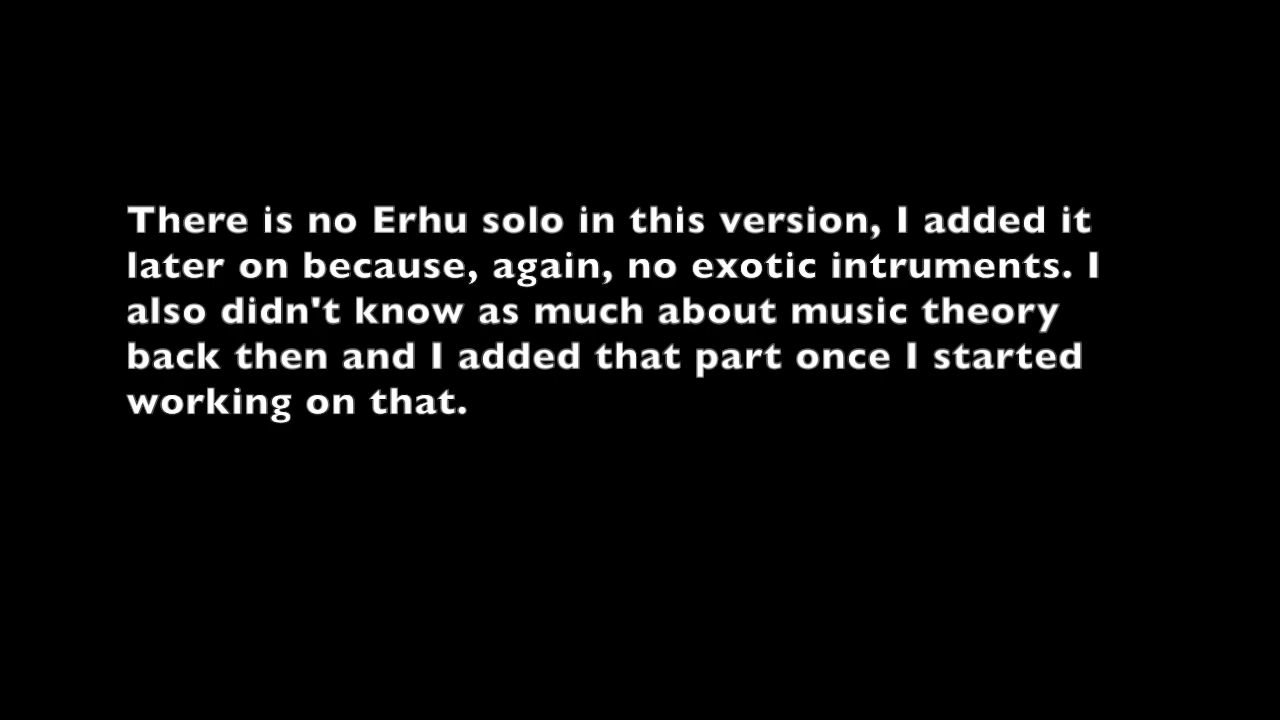 There is no Erhu solo in this version, I added it
later on because, again, no exotic intruments. I
also didn't know as much about music theory
back then and I added that part once I started
working on that.